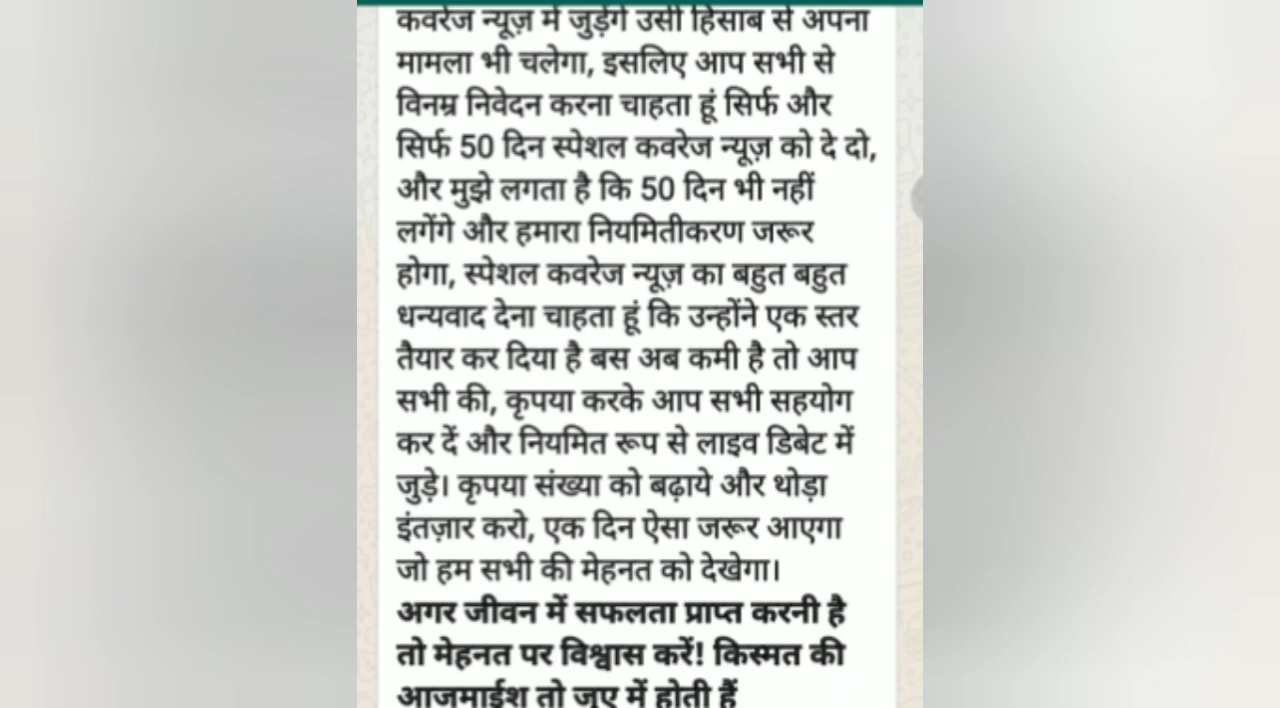 कवरेज न्यूज़ में जुड़ेंगे उसी हिसाब से अपना
मामला भी चलेगा, इसलिए आप सभी से
विनम्र निवेदन करना चाहता हूं सिर्फ और
सिर्फ 50 दिन स्पेशल कवरेज न्यूज़ को दे दो,
और मुझे लगता है कि 50 दिन भी नहीं
लगेंगे और हमारा नियमितीकरण जरूर
होगा, स्पेशल कवरेज न्यूज़ का बहुत बहुत
धन्यवाद देना चाहता हूं कि उन्होंने एक स्तर
तैयार कर दिया है बस अब कमी है तो आप
सभी की, कृपया करके आप सभी सहयोग
कर दें और नियमित रूप से लाइव डिबेट में
जुड़े। कृपया संख्या को बढ़ाये और थोड़ा
इंतज़ार करो, एक दिन ऐसा जरूर आएगा
जो हम सभी की मेहनत को देखेगा।
अगर जीवन में सफलता प्राप्त करनी है
तो मेहनत पर विश्वास करें! किस्मत की
आजमाईश तो जुए में होती हैं